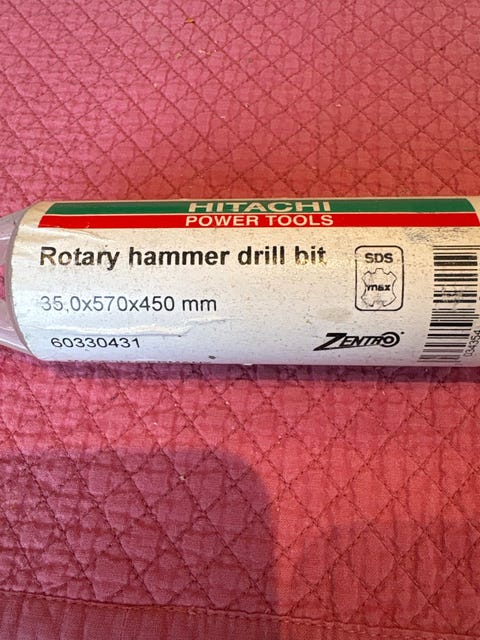 HITACHI
POWER TOOLS
Rotary hammer drill bit
SDS
max
35,0x570x450 mm
60330431
ZENTRO